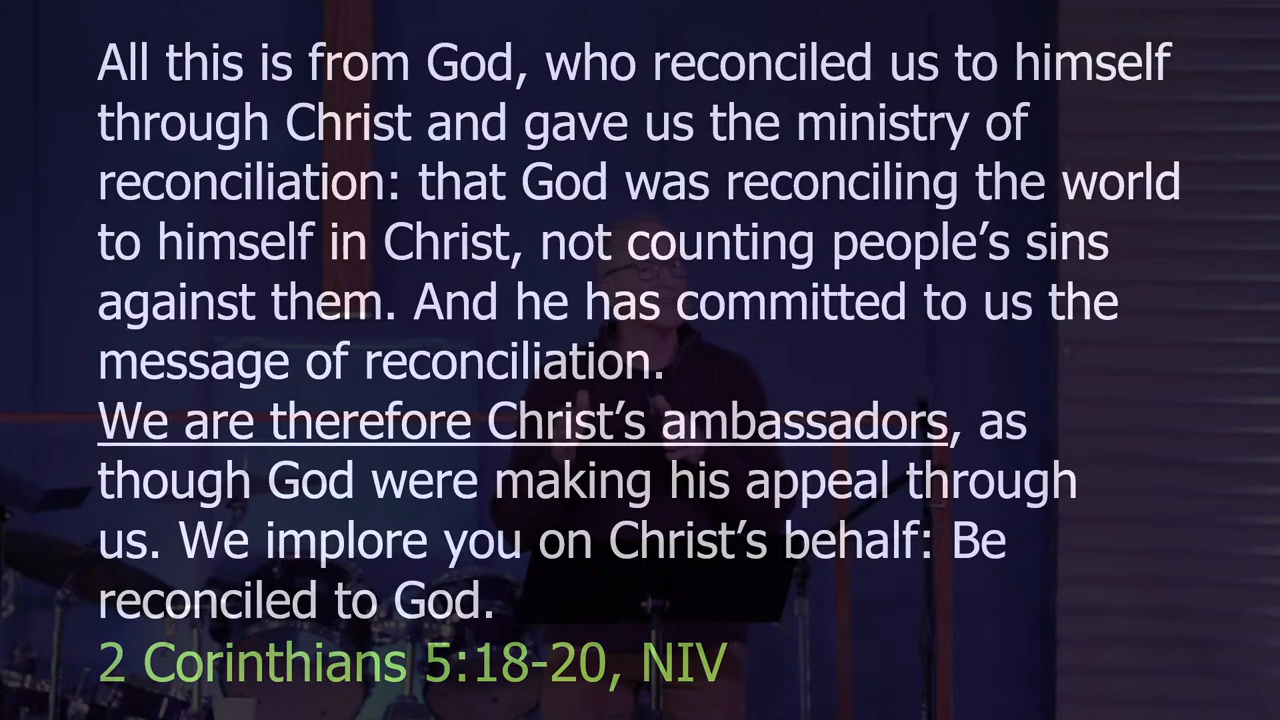 All this is from God, who reconciled us to himself
through Christ and gave us the ministry of
reconciliation: that God was reconciling the world
to himself in Christ, not counting people’s sins
against them. And he has committed to us the
message of reconciliation.
We are therefore Christ’s ambassadors, as
though God were making his appeal through
us. We implore you on Christ’s behalf: Be
reconciled to God.
2 Corinthians 5:18-20, NIV